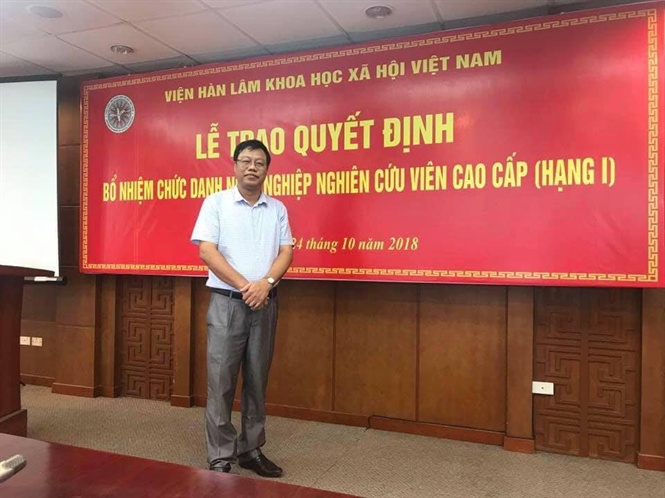 VIỆN HÀN LÂM KHOA HỌC XÃ HỘI VIỆT NAM
LỄ TRAO QUYẾT ĐỊNH
BỔ NHIỆM CHỨC DANH NGHIỆP NGHIÊN CỨU VIÊN CAO CẤP (HẠNG I)
24 tháng 10 năm 2018